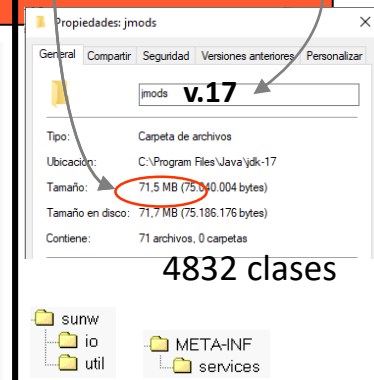 Propiedades: jmods
General Compartir Seguridad Versiones anteriores Personalizar
jmods v.17
Tipo: Carpeta de archivos
Ubicación: C:\Program Files\Java\jdk-17
Tamaño: 71,5 MB (75.040.004 bytes)
Tamaño en disco: 71,7 MB (75.186.176 bytes)
Contiene: 71 archivos, 0 carpetas
4832 clases
sunw
io
util
META-INF
services